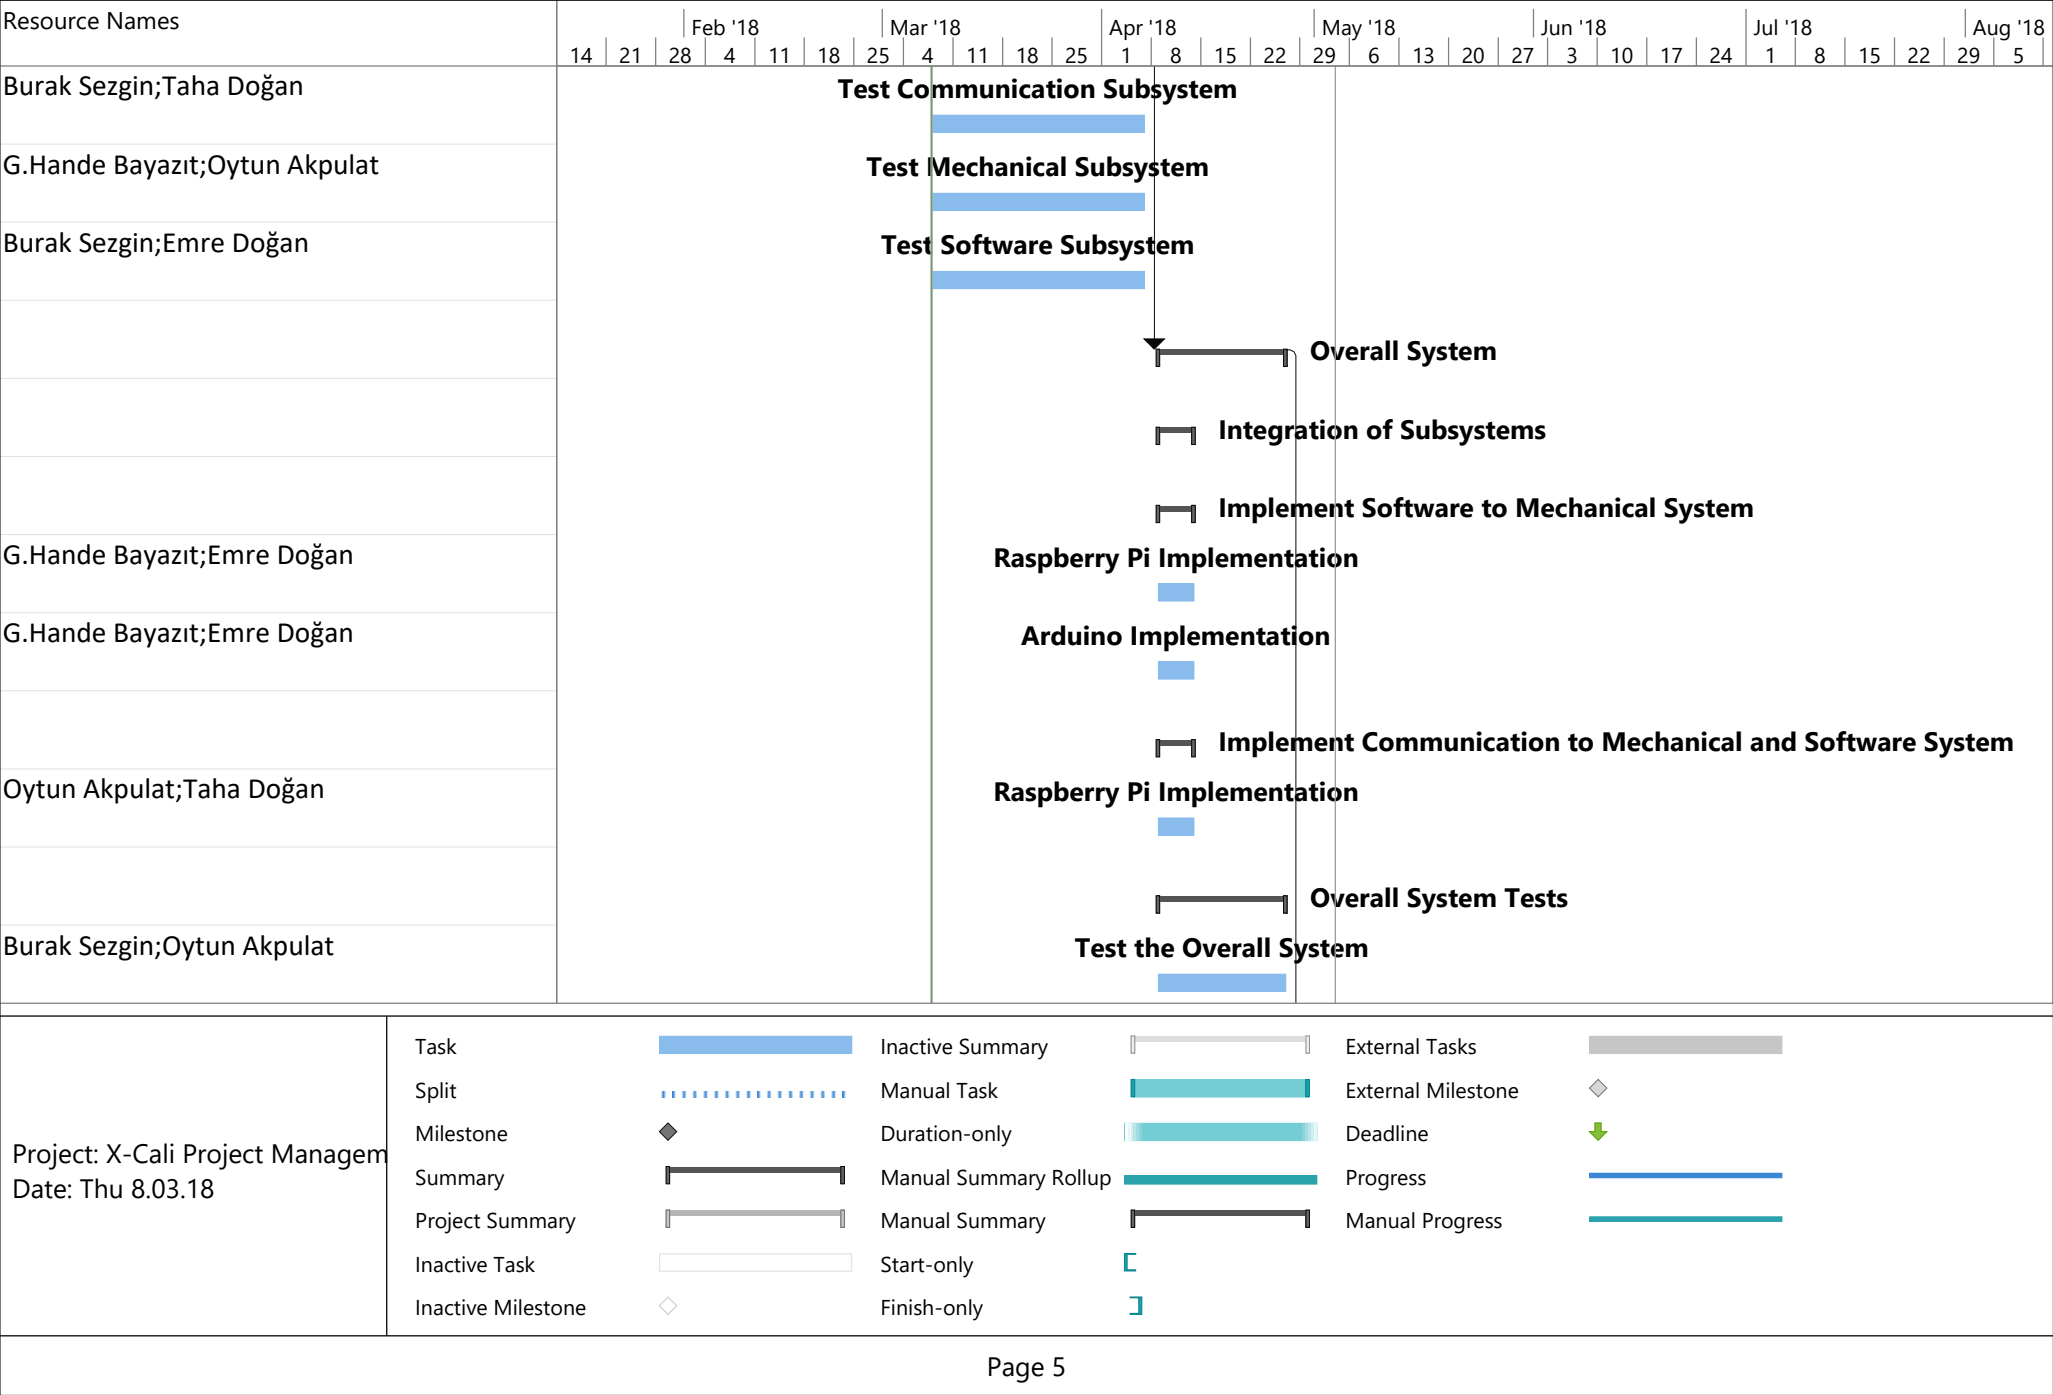 Resource Names
Feb '18 Mar '18 Apr '18 May '18 Jun '18 Jul '18 Aug '18
14 21 28 4 11 18 25 4 11 18 25 1 8 15 22 29 6 13 20 27 3 10 17 24 1 8 15 22 29 5
Burak Sezgin;Taha Doğan
Test Communication Subsystem
G.Hande Bayazıt;Oytun Akpulat
Test Mechanical Subsystem
Burak Sezgin;Emre Doğan
Test Software Subsystem
Overall System
Integration of Subsystems
Implement Software to Mechanical System
G.Hande Bayazıt;Emre Doğan
Raspberry Pi Implementation
G.Hande Bayazıt;Emre Doğan
Arduino Implementation
Implement Communication to Mechanical and Software System
Oytun Akpulat;Taha Doğan
Raspberry Pi Implementation
Overall System Tests
Burak Sezgin;Oytun Akpulat
Test the Overall System
Project: X-Cali Project Managem
Date: Thu 8.03.18
Task
Split
Milestone
Summary
Project Summary
Inactive Task
Inactive Milestone
Inactive Summary
Manual Task
Duration-only
Manual Summary Rollup
Manual Summary
Start-only
Finish-only
External Tasks
External Milestone
Deadline
Progress
Manual Progress
Page 5